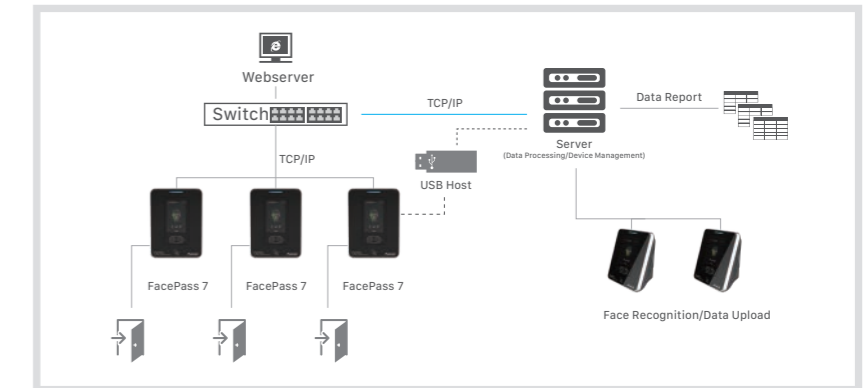 Webserver
Switch
TCP/IP
TCP/IP
Data Report
Server
(Data Processing/Device Management)
USB Host
FacePass 7
FacePass 7
FacePass 7
Face Recognition/Data Upload